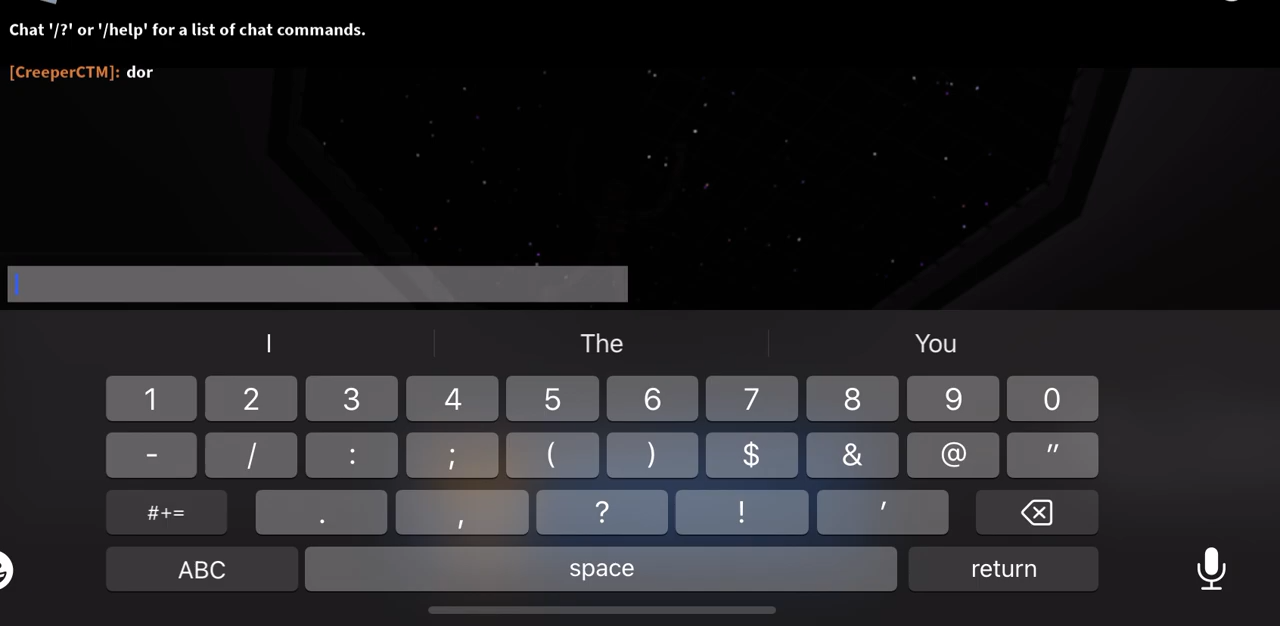 Chat '/?' or '/help' for a list of chat commands.
[CreeperCTM]: dor
I The You
1 2 3 4 5 6 7 8 9 0
- / : ; ( ) $ & @ "
#+= . , ? ! '
ABC space return